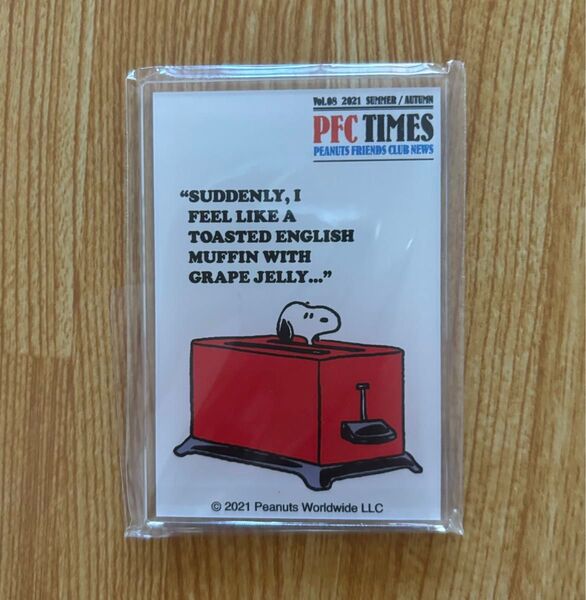 Vol.08 2021 SUMMER / AUTUMN
PFC TIMES
PEANUTS FRIENDS CLUB NEWS
“SUDDENLY, I
FEEL LIKE A
TOASTED ENGLISH
MUFFIN WITH
GRAPE JELLY...”
© 2021 Peanuts Worldwide LLC